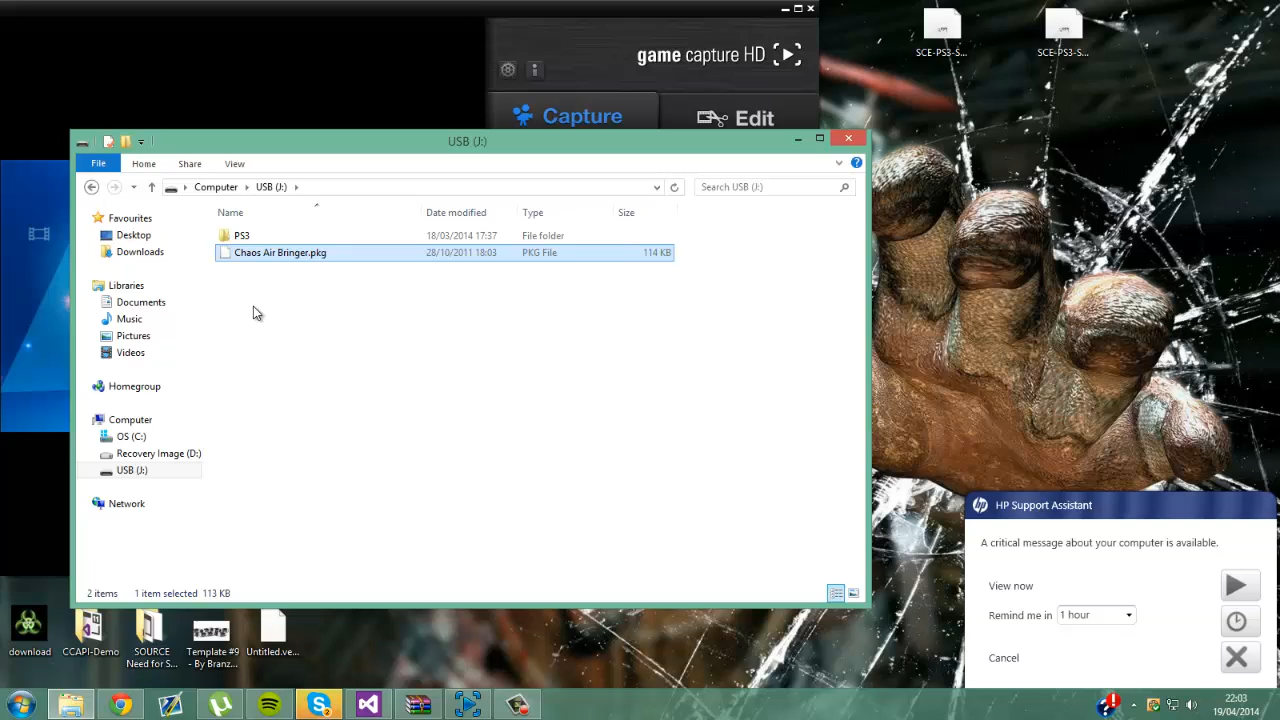 game capture HD
SCE-PS3-S...
SCE-PS3-S...
Capture
Edit
USB (J:)
File
Home
Share
View
Computer
USB (J:)
Search USB (J:)
Name
Date modified
Type
Size
Favourites
Desktop
Downloads
Libraries
Documents
Music
Pictures
Videos
Homegroup
Computer
OS (C:)
Recovery Image (D:)
USB (J:)
Network
PS3
18/03/2014 17:37
File folder
Chaos Air Bringer.pkg
28/10/2011 18:03
PKG File
114 KB
2 items
1 item selected 113 KB
HP Support Assistant
A critical message about your computer is available.
View now
Remind me in
1 hour
Cancel
download
CCAPI-Demo
SOURCE
Need for S...
Template #9
- By Branz...
Untitled.ve...
22:03
19/04/2014